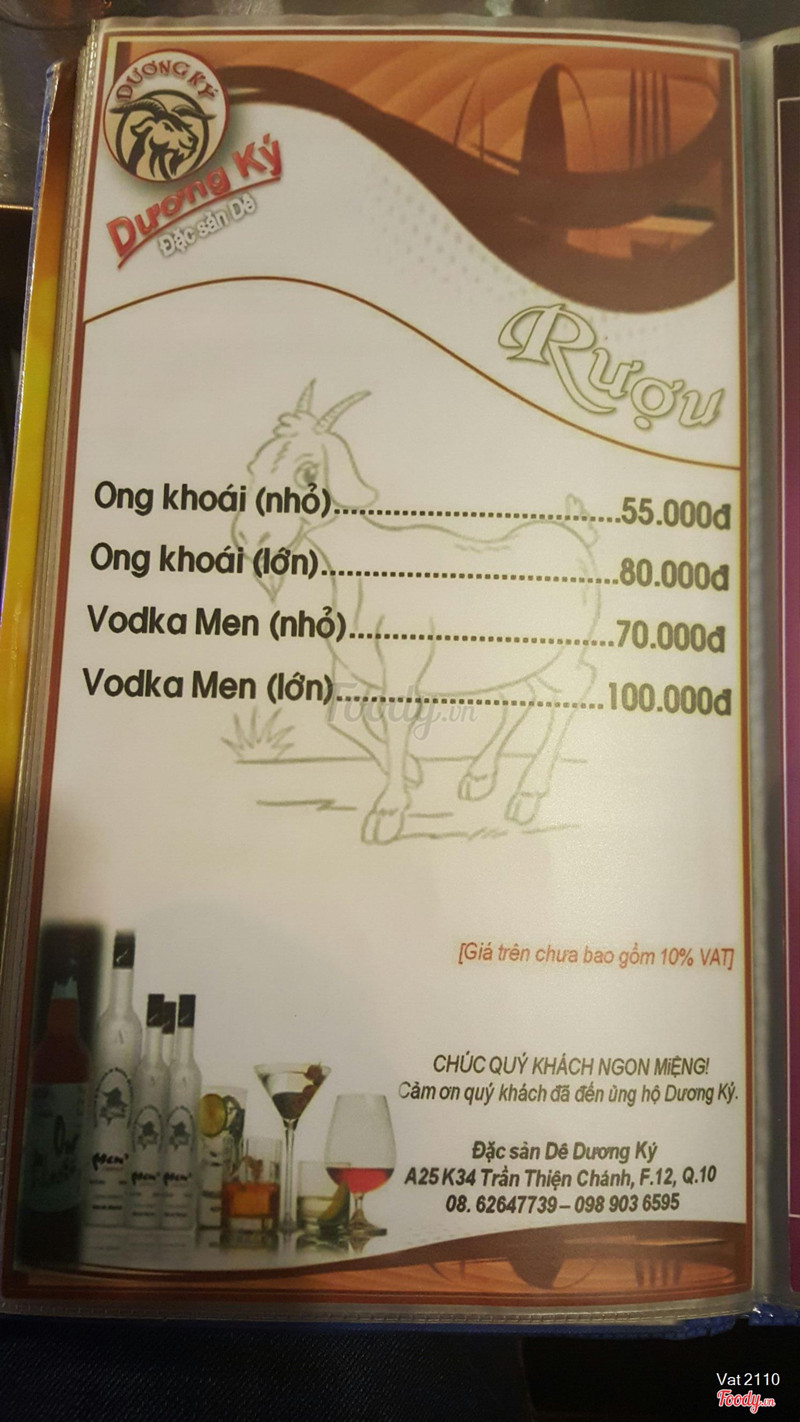 DƯƠNG KÝ
Dương Ký
Đặc sản Dê
Rượu
Ong khoái (nhỏ)............................................55.000đ
Ong khoái (lớn)............................................80.000đ
Vodka Men (nhỏ)........................................70.000đ
Vodka Men (lớn)........................................100.000đ
Foody.vn
[Giá trên chưa bao gồm 10% VAT]
CHÚC QUÝ KHÁCH NGON MIỆNG!
Cảm ơn quý khách đã đến ủng hộ Dương Ký.
Men' Men' Men'
Đặc sản Dê Dương Ký
A25 K34 Trần Thiện Chánh, F.12, Q.10
08. 62647739 – 098 903 6595
Vat 2110
Foody.vn